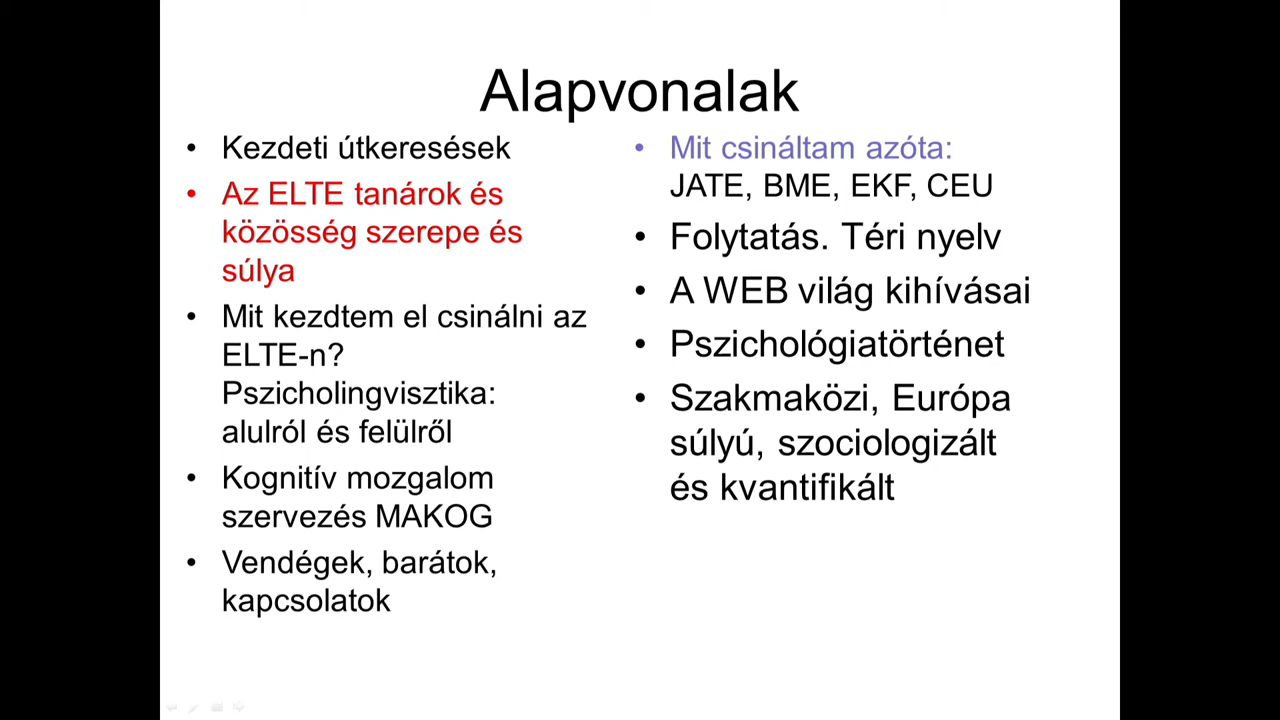 Alapvonalak
• Kezdeti útkeresések
• Az ELTE tanárok és
közösség szerepe és
súlya
• Mit kezdtem el csinálni az
ELTE-n?
Pszicholingvisztika:
alulról és felülről
• Kognitív mozgalom
szervezés MAKOG
• Vendégek, barátok,
kapcsolatok
• Mit csináltam azóta:
JATE, BME, EKF, CEU
• Folytatás. Téri nyelv
• A WEB világ kihívásai
• Pszichológiatörténet
• Szakmaközi, Európa
súlyú, szociologizált
és kvantifikált